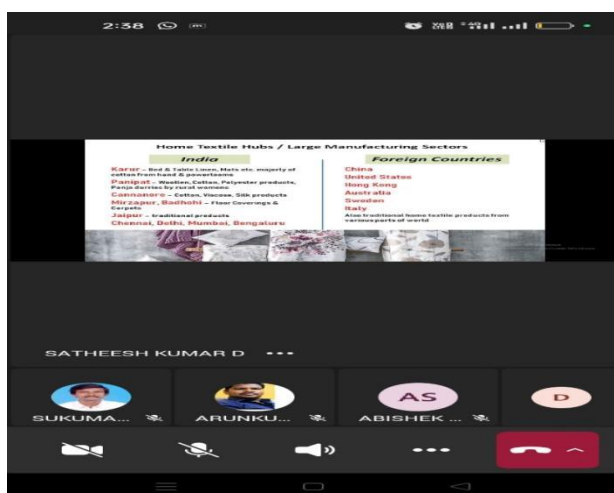 2:38
Home Textile Hubs / Large Manufacturing Sectors
India
Karur – Bed & Table Linen, Mats etc. majorly of
cotton from hand & powerlooms
Panipat – Woollen, Cotton, Polyester products,
Panja durries by rural womens
Cannanore – Cotton, Viscose, Silk products
Mirzapur, Badhohi – Floor Coverings &
Carpets
Jaipur – traditional products
Chennai, Delhi, Mumbai, Bengaluru
Foreign Countries
China
United States
Hong Kong
Australia
Sweden
Italy
Also traditional home textile products from
various parts of world
SATHEESH KUMAR D
SUKUMA...
ARUNKU...
AS
ABISHEK ...
D